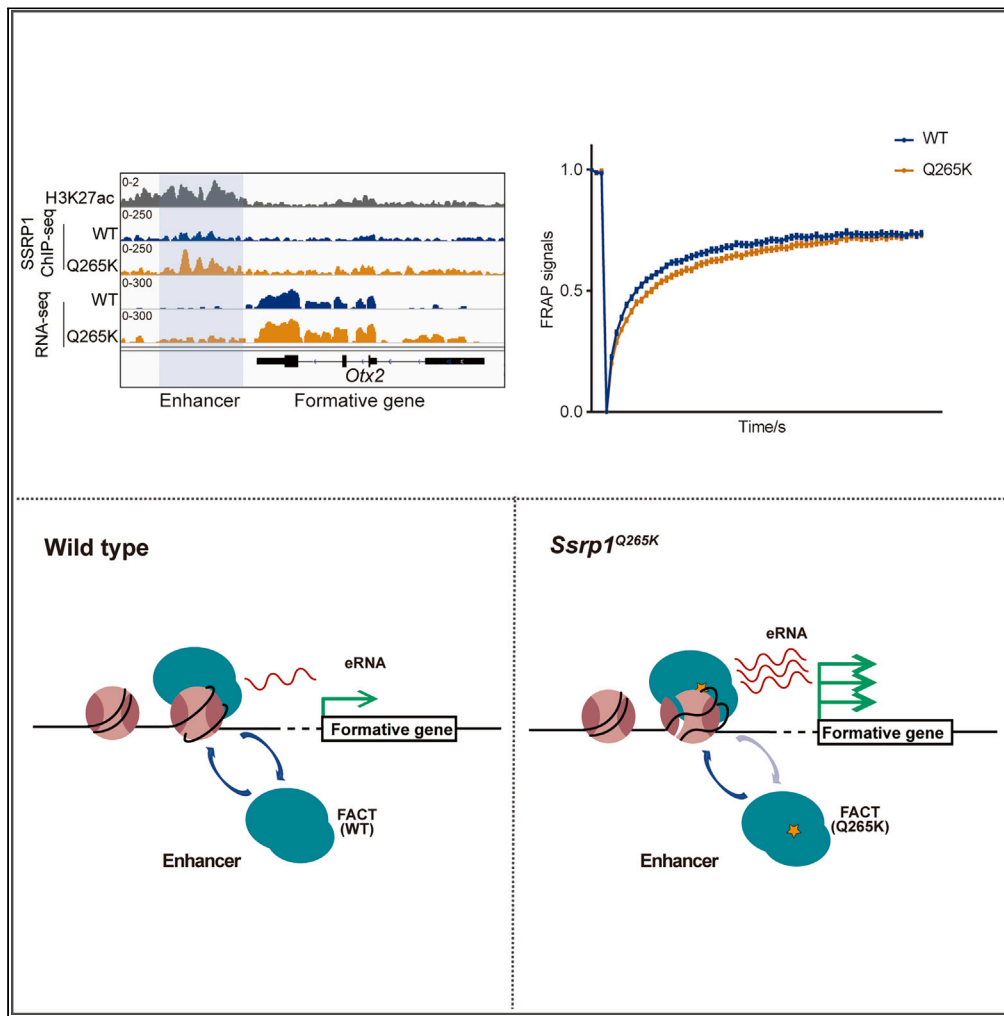 H3K27ac
0-2
SSRP1
ChIP-seq
0-250
WT
0-250
Q265K
RNA-seq
0-300
WT
0-300
Q265K
Otx2
Enhancer
Formative gene
WT
Q265K
FRAP signals
1.0
0.5
0.0
Time/s
Wild type
eRNA
Formative gene
FACT
(WT)
Enhancer
Ssrp1Q265K
eRNA
Formative gene
FACT
(Q265K)
Enhancer